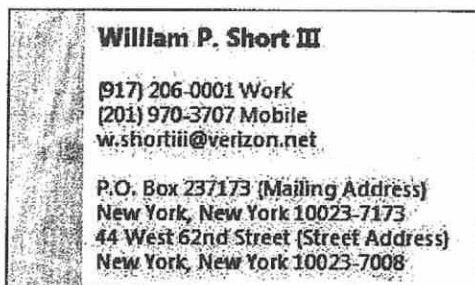 William P. Short III
(917) 206-0001 Work
(201) 970-3707 Mobile
w.shortiii@verizon.net
P.O. Box 237173 (Mailing Address)
New York, New York 10023-7173
44 West 62nd Street (Street Address)
New York, New York 10023-7008